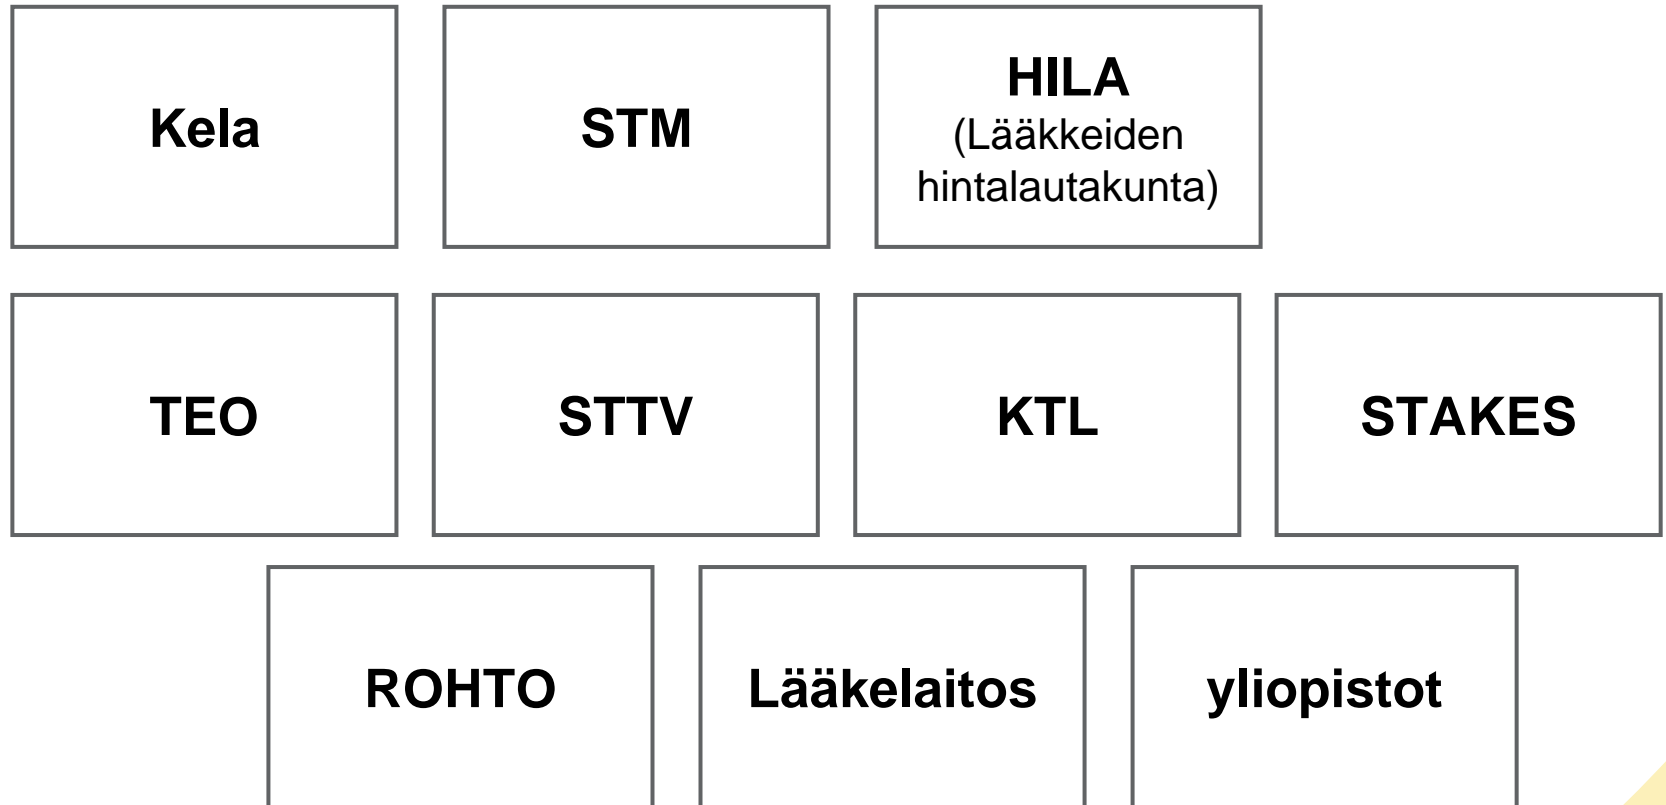 Kela
STM
HILA
(Lääkkeiden
hintalautakunta)
TEO
STTV
KTL
STAKES
ROHTO
Lääkelaitos
yliopistot